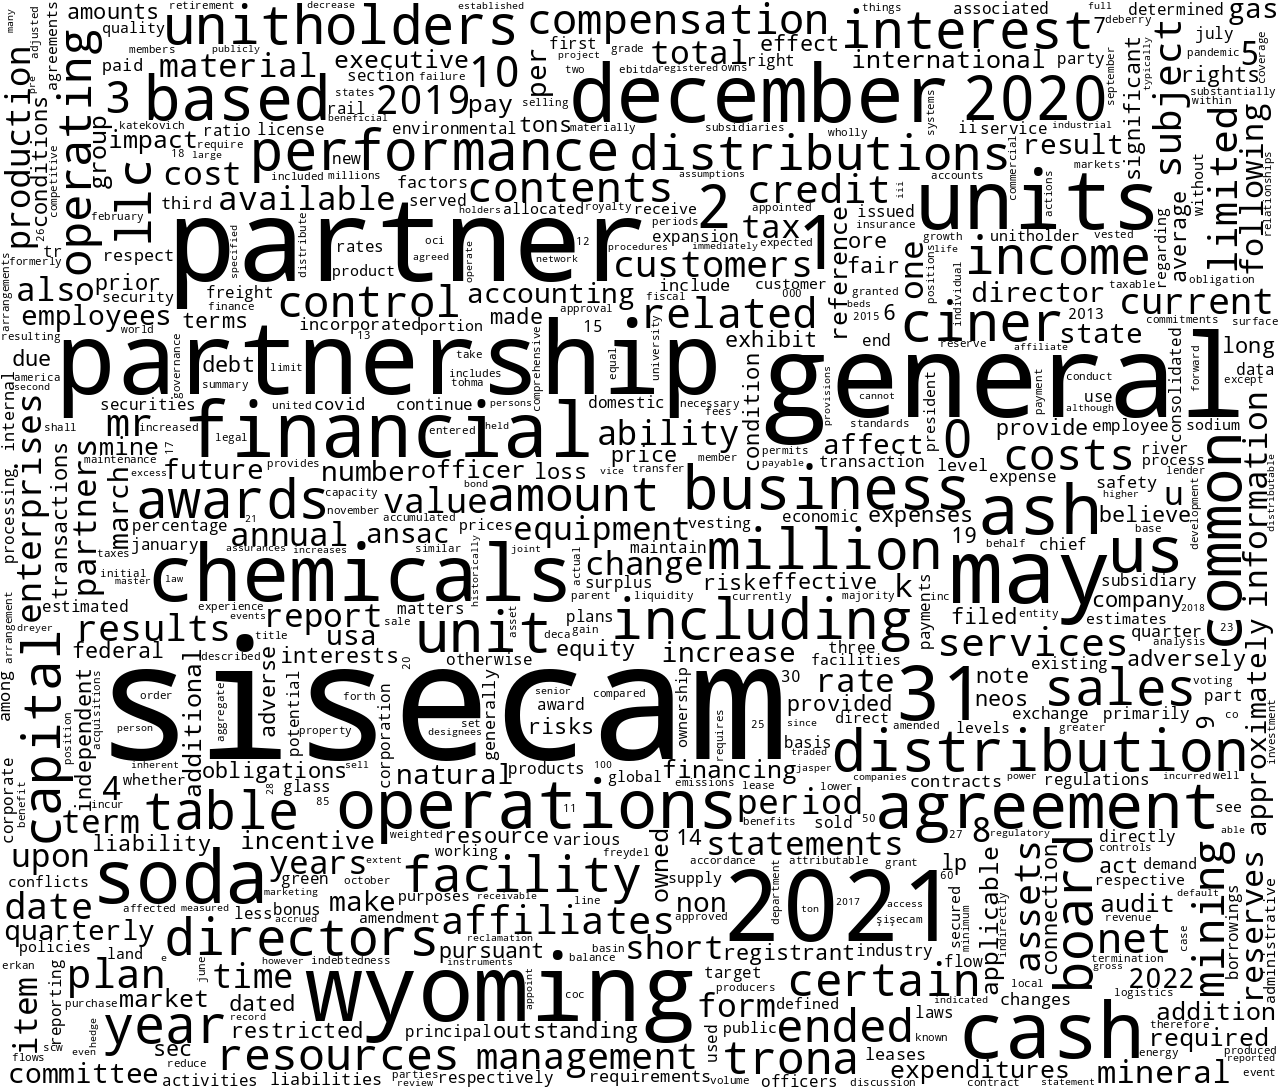 many retirement decrease established things full
amounts unitholders compensation associated interest 7 deberry determined gas
quality adjusted agreements members publicly executive first effect international party july pandemic 5
production operating paid material section failure 10 per project grade total right
3 based states beneficial rail 2019 pay selling two ebitda registered owns december 2020 september significant typically subject rights substantially coverage
pre 26 conditions competitive group katekovich impact ratio license environmental tons materially subsidiaries wholly systems ii service industrial within limited following
18 large require performance distributions result markets
llc cost included millions new factors contents assumptions credit iii accounts commercial actions without relationships
february third available served holders allocated royalty receive 2 appointed tax 1 issued units
arrangements formerly tr respect specified distribute rates oci agreed operate partner procedures periods expansion immediately expected reference insurance ore growth life unitholder vested regarding average
also prior security freight finance product network 12 customers customer fair one positions individual income taxable obligation
employees terms control accounting include 000 granted beds director current
resulting world incorporated portion made fiscal approval related 2015 6 ciner 2013 commitments surface
due america second governance debt summary 13 limit includes take tohma comprehensive 15 equal university exhibit end reserve affiliate state consolidated forward long
internal partnership general conduct except data
securities mr increased united covid continue persons domestic necessary fees condition provisions cannot payment use although
shall legal financial entered held ability member standards president 0 provide employee sodium
processing enterprises mine maintenance 17 price permits affect costs river process lender common
excess future provides number officer loss vice transfer payable transaction level expense safety higher
transactions partners march awards capacity november bond value amount business ash u believe distributable information
percentage 21 accumulated prices equipment vesting economic expenses base development
taxes january annual assurances increases ansac similar joint actual maintain million 19 behalf chief us
initial master law chemicals historically change surplus risk effective k may subsidiary
arrangement estimated experience events report matters parent liquidity currently majority payments inc filed entity company 2018
dreyer results title sale unit asset plans including estimates quarter 23
among federal described usa deca gain equity three services analysis approximately
capital position acquisitions additional aggregate adverse interests 20 otherwise increase facilities existing adversely
order potential forth senior compared ownership 30 rate 31 note sales voting
person sisecam award provided neos part
independent property corporation designees set generally risks requires 25 since direct amended exchange primarily co 9 investment
inherent basis traded levels greater
corporate benefit whether obligations sell natural products 100 global financing jasper distribution
4 incur 28 glass emissions lease lower companies contracts power regulations incurred well
term table 85 operations 11 period benefits sold 50 agreement see
liability incentive weighted resource various 14 statements 27 8 regulatory able
upon years extent working freydel owned accordance attributable grant lp directly controls
conflicts soda green october facility supply department 60 applicable connection act demand administrative
date marketing make purposes receivable line non 2021 ton 2017 access secured minimum assets board respective default reserves
affected measured less bonus accrued amendment affiliates approved şişecam indirectly audit revenue
quarterly directors reclamation short registrant industry net case mining borrowings
policies land pursuant basin termination
erkan e however indebtedness instruments balance target flow certain local gross 2022
plan june time wyoming appoint coc producers indicated logistics
item reporting purchase market dated record form defined changes addition
scw hedge year restricted principal outstanding used public ended laws known cash therefore required
flows even sec reduce resources management trona leases energy produced reported
committee activities liabilities parties review respectively requirements volume officers discussion expenditures contract statement mineral event